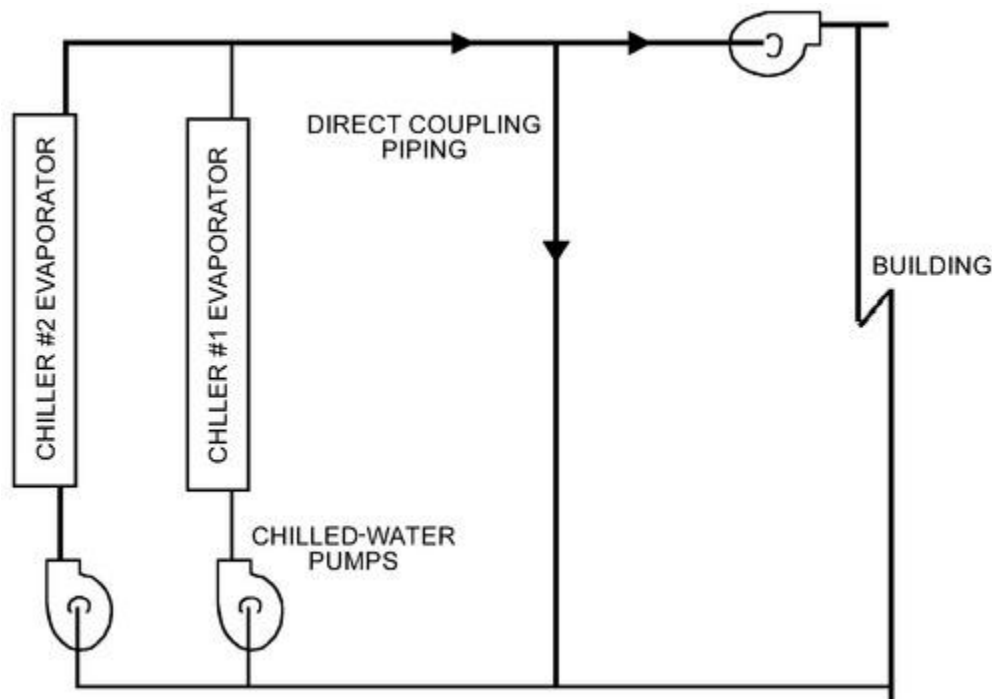 DIRECT COUPLING
PIPING
CHILLER #2 EVAPORATOR
CHLLER #1 EVAPORATOR
BUILDING
CHILLED-WATER
PUMPS